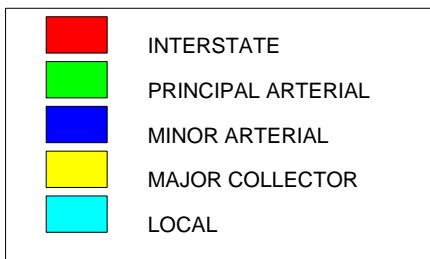 INTERSTATE
PRINCIPAL ARTERIAL
MINOR ARTERIAL
MAJOR COLLECTOR
LOCAL